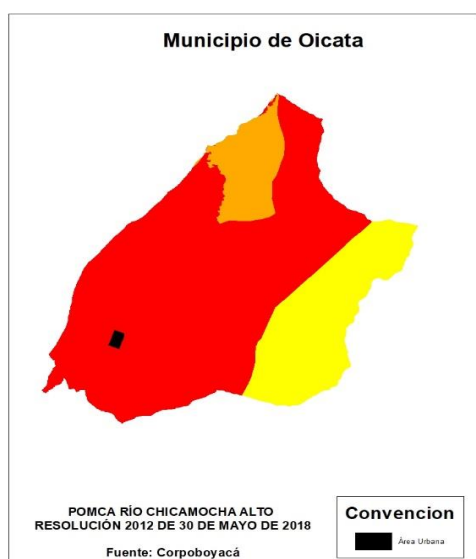 Municipio de Oicata
POMCA RÍO CHICAMOCHA ALTO
RESOLUCIÓN 2012 DE 30 DE MAYO DE 2018
Fuente: Corpoboyacá
Convencion
Área Urbana